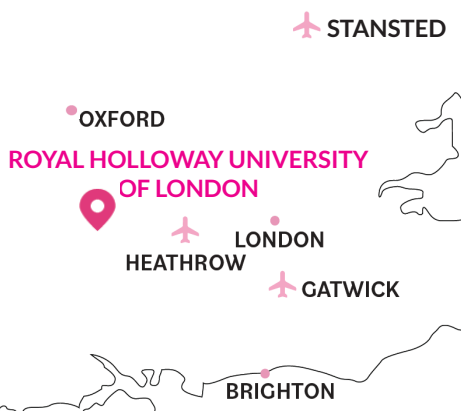 STANSTED
OXFORD
ROYAL HOLLOWAY UNIVERSITY
OF LONDON
LONDON
HEATHROW
GATWICK
BRIGHTON